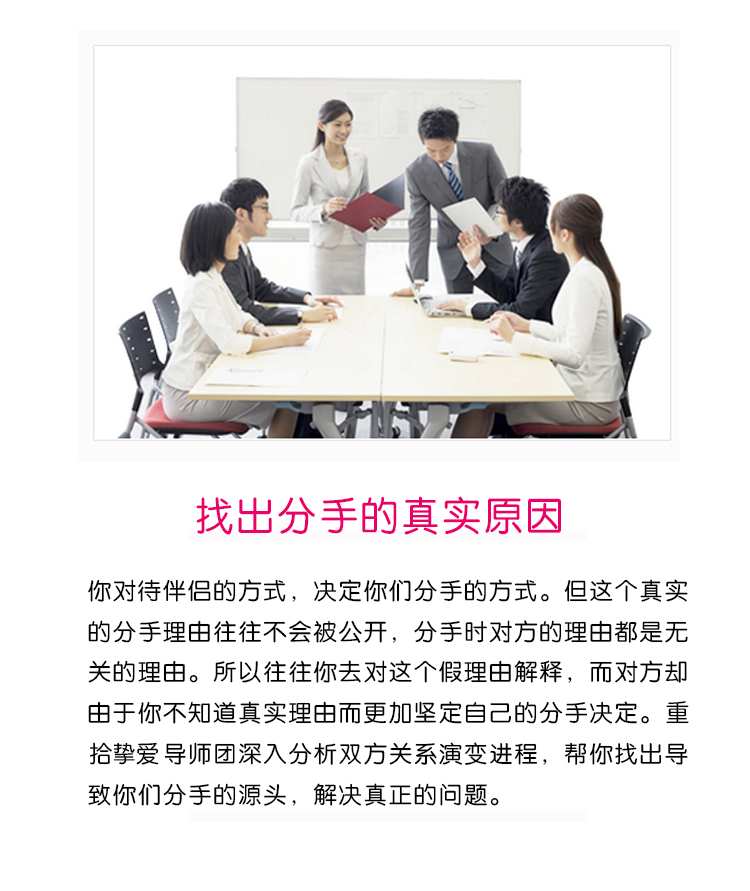 找出分手的真实原因
你对待伴侣的方式，决定你们分手的方式。但这个真实
的分手理由往往不会被公开，分手时对方的理由都是无
关的理由。所以往往你去对这个假理由解释，而对方却
由于你不知道真实理由而更加坚定自己的分手决定。重
拾挚爱导师团深入分析双方关系演变进程，帮你找出导
致你们分手的源头，解决真正的问题。